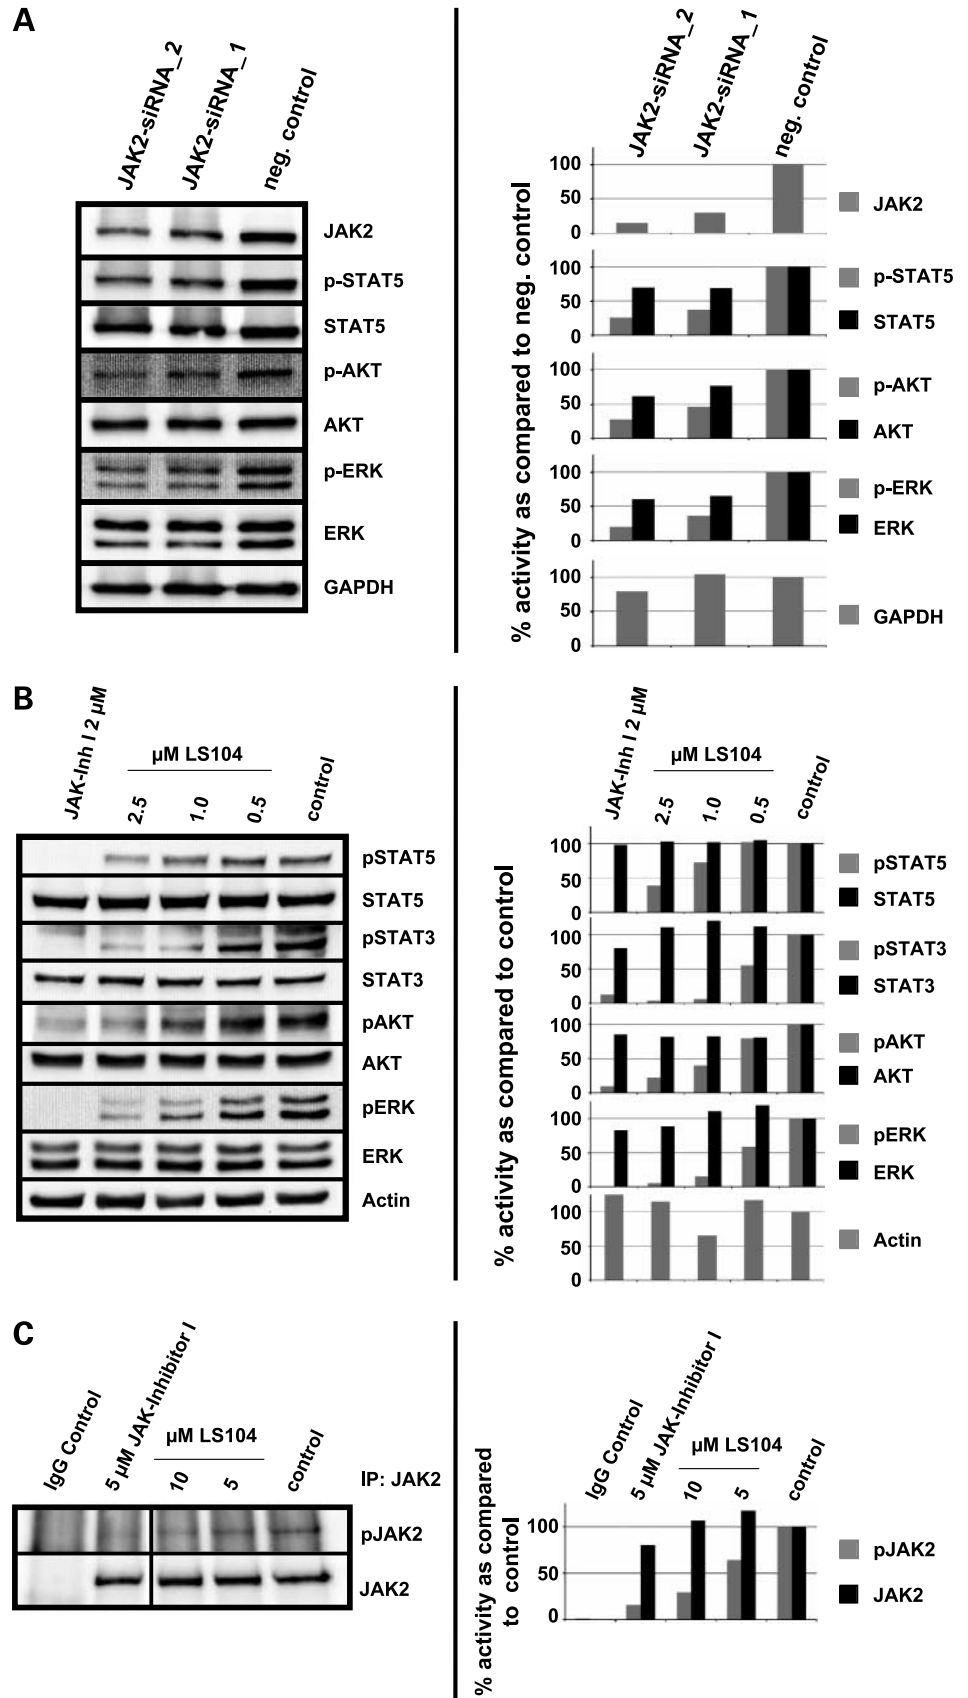 A
JAK2-siRNA_2
JAK2-siRNA_1
neg. control
JAK2
p-STAT5
STAT5
p-AKT
AKT
p-ERK
ERK
GAPDH
JAK2-siRNA_2
JAK2-siRNA_1
neg. control
% activity as compared to neg. control
100
50
0
JAK2
100
50
0
p-STAT5
STAT5
100
50
0
p-AKT
AKT
100
50
0
p-ERK
ERK
100
50
0
GAPDH
B
JAK-Inh I 2 µM
µM LS104
2.5
1.0
0.5
control
pSTAT5
STAT5
pSTAT3
STAT3
pAKT
AKT
pERK
ERK
Actin
JAK-Inh I 2 µM
µM LS104
2.5
1.0
0.5
control
% activity as compared to control
100
50
0
pSTAT5
STAT5
100
50
0
pSTAT3
STAT3
100
50
0
pAKT
AKT
100
50
0
pERK
ERK
100
50
0
Actin
C
IgG Control
5 µM JAK-Inhibitor I
µM LS104
10
5
control
IP: JAK2
pJAK2
JAK2
IgG Control
5 µM JAK-Inhibitor I
µM LS104
10
5
control
% activity as compared
to control
100
50
0
pJAK2
JAK2